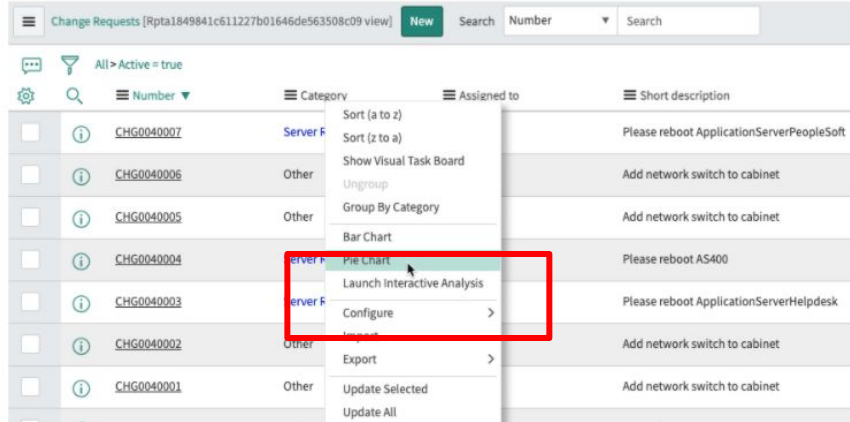 Change Requests [Rpta1849841c611227b01646de563508c09 view] New Search Number Search
All > Active = true
Number Category Assigned to Short description
CHG0040007 Server R Please reboot ApplicationServerPeopleSoft
CHG0040006 Other Add network switch to cabinet
CHG0040005 Other Add network switch to cabinet
CHG0040004 Server R Please reboot AS400
CHG0040003 Server R Please reboot ApplicationServerHelpdesk
CHG0040002 Other Add network switch to cabinet
CHG0040001 Other Add network switch to cabinet
Sort (a to z)
Sort (z to a)
Show Visual Task Board
Ungroup
Group By Category
Bar Chart
Pie Chart
Launch Interactive Analysis
Configure
Import
Export
Update Selected
Update All